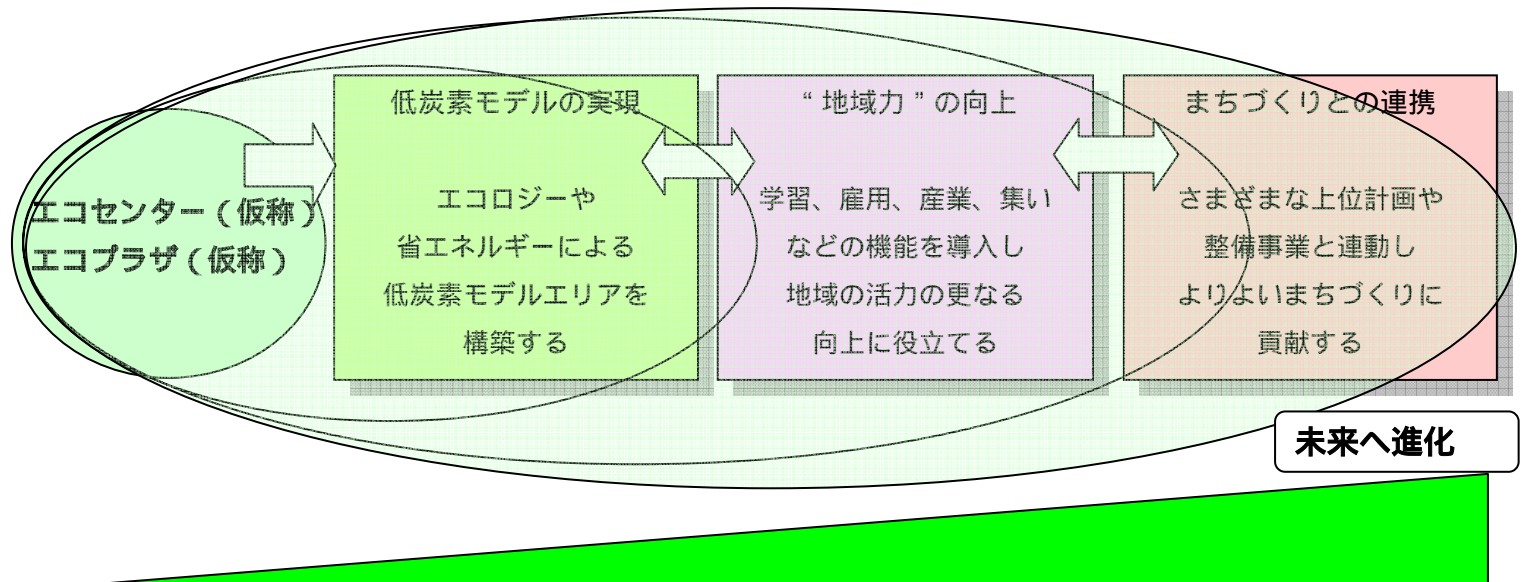 エコセンター(仮称)
エコプラザ(仮称)
低炭素モデルの実現
エコロジーや
省エネルギーによる
低炭素モデルエリアを
構築する
“地域力”の向上
学習、雇用、産業、集い
などの機能を導入し
地域の活力の更なる
向上に役立てる
まちづくりとの連携
さまざまな上位計画や
整備事業と連動し
よりよいまちづくりに
貢献する
未来へ進化